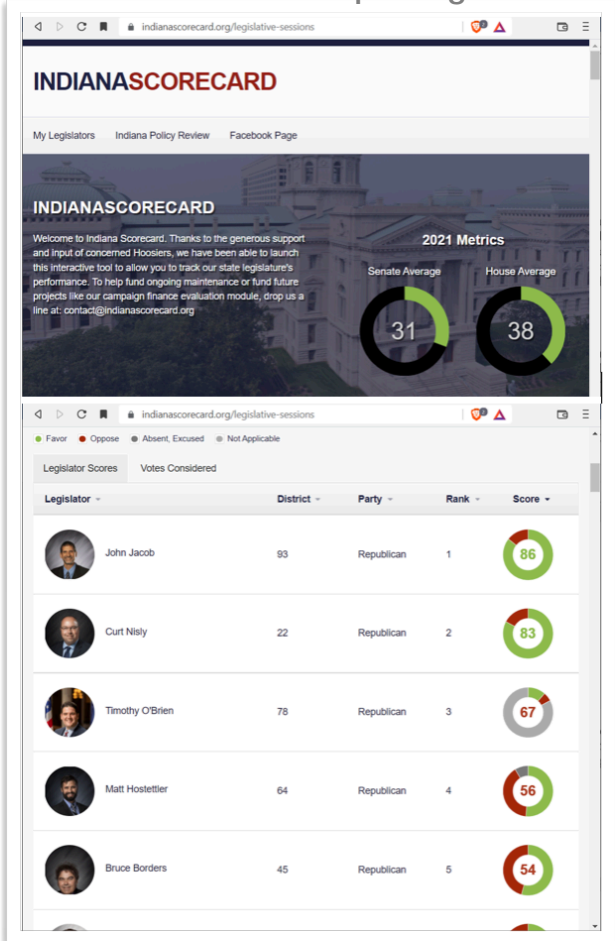 indianascorecard.org/legislative-sessions
INDIANASCORECARD
My Legislators Indiana Policy Review Facebook Page
INDIANASCORECARD
Welcome to Indiana Scorecard. Thanks to the generous support
and input of concerned Hoosiers, we have been able to launch
this interactive tool to allow you to track our state legislature's
performance. To help fund ongoing maintenance or fund future
projects like our campaign finance evaluation module, drop us a
line at: contact@indianascorecard.org
2021 Metrics
Senate Average House Average
31 38
indianascorecard.org/legislative-sessions
Favor Oppose Absent, Excused Not Applicable
Legislator Scores Votes Considered
Legislator District Party Rank Score
John Jacob 93 Republican 1 86
Curt Nisly 22 Republican 2 83
Timothy O'Brien 78 Republican 3 67
Matt Hostettler 64 Republican 4 56
Bruce Borders 45 Republican 5 54